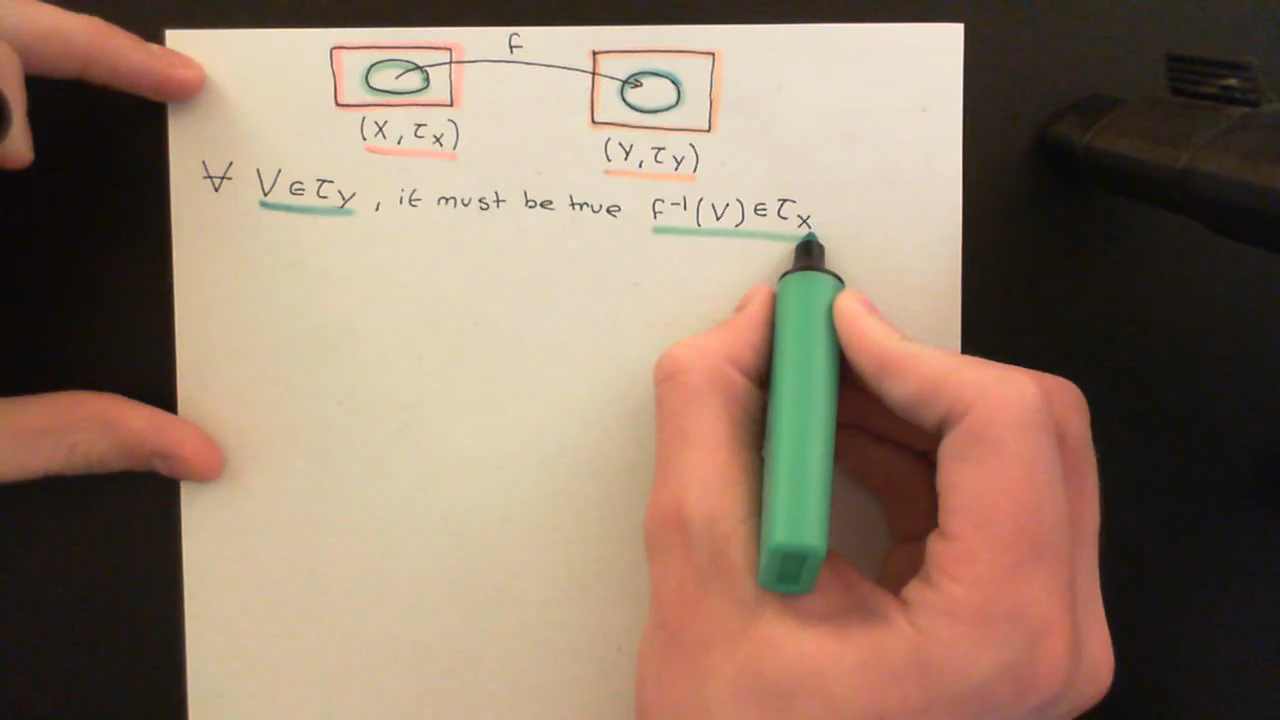 f
(X, τₓ)
(Y, τY)
∀ V∈τY, it must be true f⁻¹(V)∈τₓ